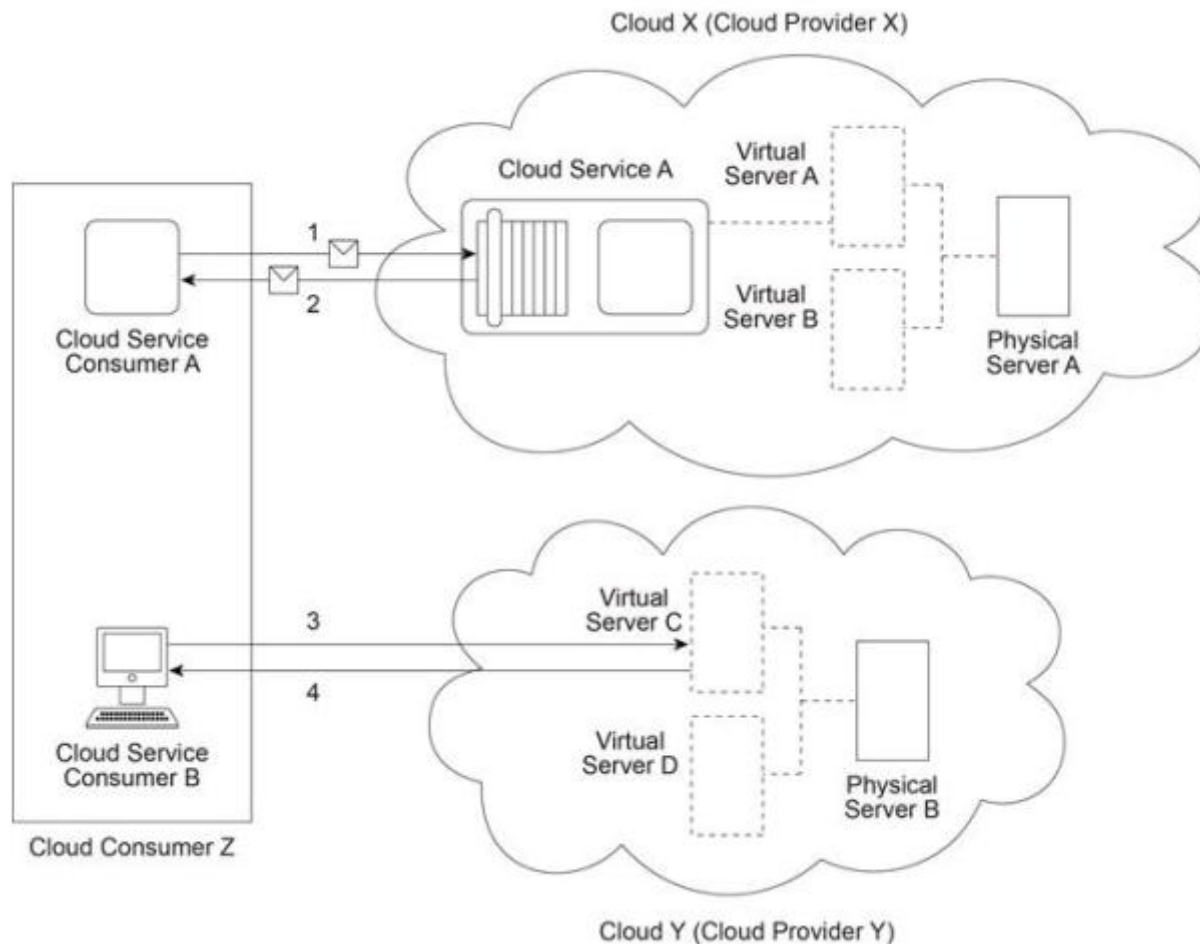 Cloud X (Cloud Provider X)
Cloud Service A
Virtual
Server A
1
2
Cloud Service
Consumer A
Virtual
Server B
Physical
Server A
3
4
Virtual
Server C
Cloud Service
Consumer B
Virtual
Server D
Physical
Server B
Cloud Consumer Z
Cloud Y (Cloud Provider Y)